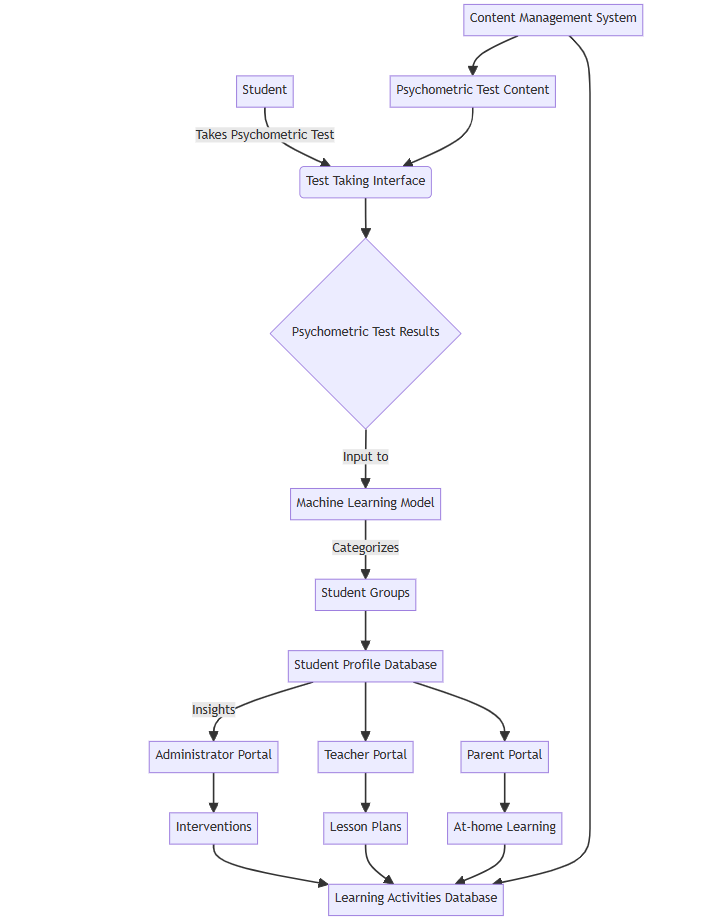 Content Management System
Student
Psychometric Test Content
Takes Psychometric Test
Test Taking Interface
Psychometric Test Results
Input to
Machine Learning Model
Categorizes
Student Groups
Student Profile Database
Insights
Administrator Portal
Teacher Portal
Parent Portal
Interventions
Lesson Plans
At-home Learning
Learning Activities Database